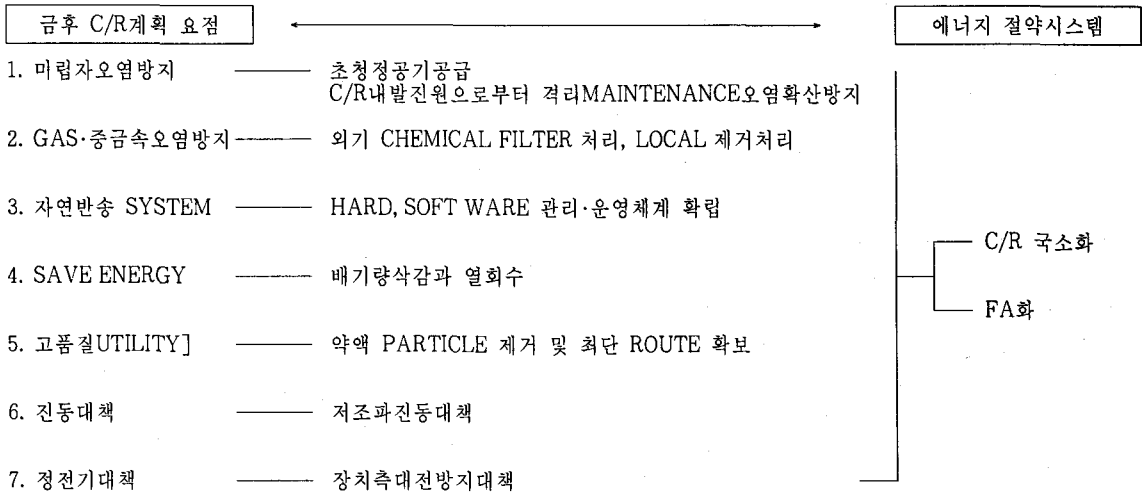 금후 C/R계획 요점
에너지 절약시스템
1. 미립자오염방지 초청정공기공급
C/R내발진원으로부터 격리MAINTENANCE오염확산방지
2. GAS·중금속오염방지 외기 CHEMICAL FILTER 처리, LOCAL 제거처리
3. 자연반송 SYSTEM HARD, SOFT WARE 관리·운영체계 확립
4. SAVE ENERGY 배기량삭감과 열회수
5. 고품질UTILITY] 약액 PARTICLE 제거 및 최단 ROUTE 확보
6. 진동대책 저조파진동대책
7. 정전기대책 장치측대전방지대책
C/R 국소화
FA화